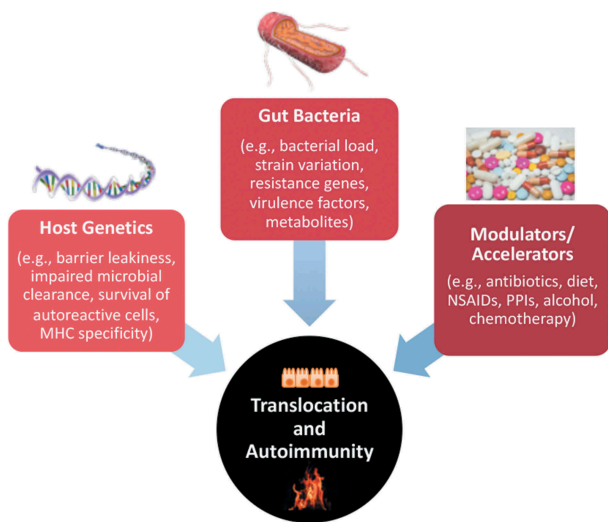 Gut Bacteria
(e.g., bacterial load,
strain variation,
resistance genes,
virulence factors,
metabolites)
Host Genetics
(e.g., barrier leakiness,
impaired microbial
clearance, survival of
autoreactive cells,
MHC specificity)
Modulators/
Accelerators
(e.g., antibiotics, diet,
NSAIDs, PPIs, alcohol,
chemotherapy)
Translocation
and
Autoimmunity